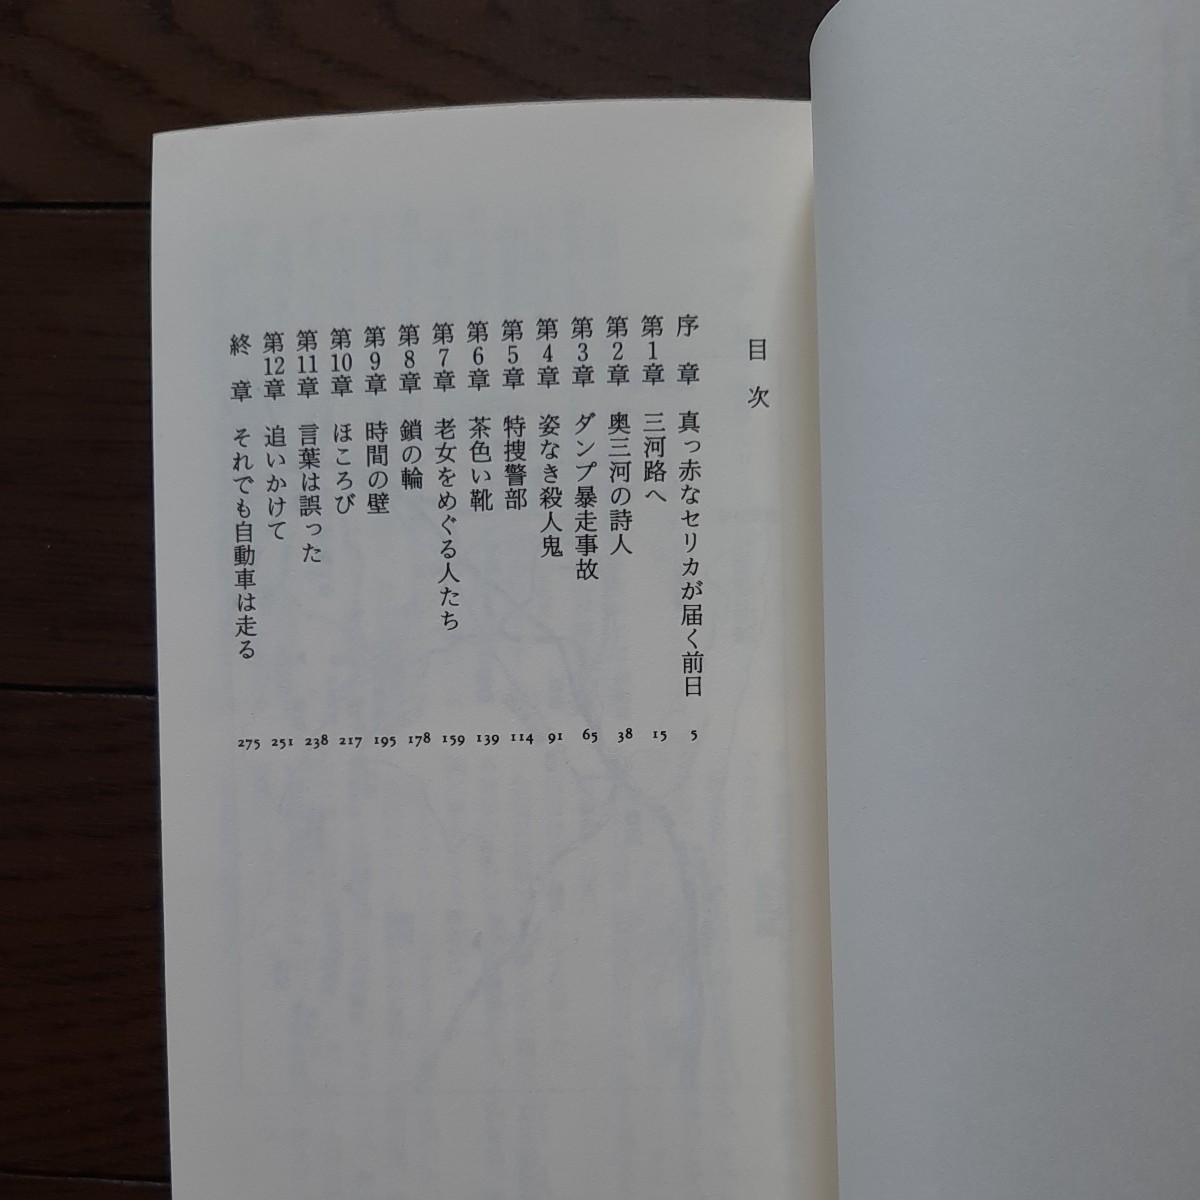 目次
序章 真っ赤なセリカが届く前日 5
第1章 三河路へ 15
第2章 奥三河の詩人 38
第3章 ダンプ暴走事故 65
第4章 姿なき殺人鬼 91
第5章 特捜警部 114
第6章 茶色い靴 139
第7章 老女をめぐる人たち 159
第8章 鎖の輪 178
第9章 時間の壁 195
第10章 ほころび 217
第11章 言葉は誤った 238
第12章 追いかけて 251
終章 それでも自動車は走る 275